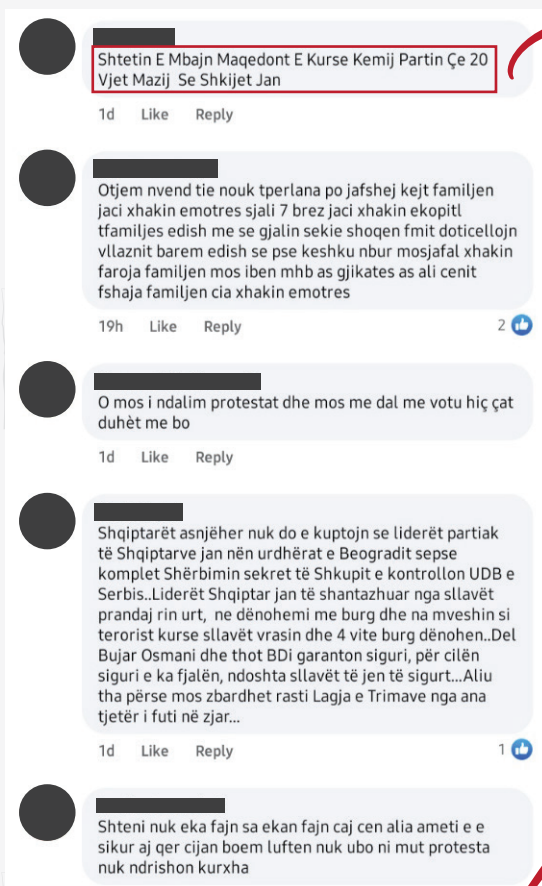 Shtetin E Mbajn Maqedont E Kurse Kemij Partin Çe 20
Vjet Mazij Se Shkijet Jan
1d Like Reply
Otjem nvend tie nouk tperlana po jafshej kejt familjen
jaci xhakin emotres sjali 7 brez jaci xhakin ekopitl
tfamiljes edish me se gjalin sekie shoqen fmit doticellojn
vllaznit barem edish se pse keshku nbur mosjafal xhakin
faroja familjen mos iben mhb as gjikates as ali cenit
fshaja familjen cia xhakin emotres
19h Like Reply 2
O mos i ndalim protestat dhe mos me dal me votu hiç çat
duhèt me bo
1d Like Reply
Shqiptarët asnjëher nuk do e kuptojn se liderët partiak
të Shqiptarve jan nën urdhërat e Beogradit sepse
komplet Shërbimin sekret të Shkupit e kontrollon UDB e
Serbis..Liderët Shqiptar jan të shantazhuar nga sllavët
prandaj rin urt, ne dënohemi me burg dhe na mveshin si
terorist kurse sllavët vrasin dhe 4 vite burg dënohen..Del
Bujar Osmani dhe thot BDi garanton siguri, për cilën
siguri e ka fjalën, ndoshta sllavët të jen të sigurt...Aliu
tha përse mos zbardhet rasti Lagja e Trimave nga ana
tjetër i futi në zjar...
1d Like Reply 1
Shteni nuk eka fajn sa ekan fajn caj cen alia ameti e e
sikur aj qer cijan boem luften nuk ubo ni mut protesta
nuk ndrishon kurxha